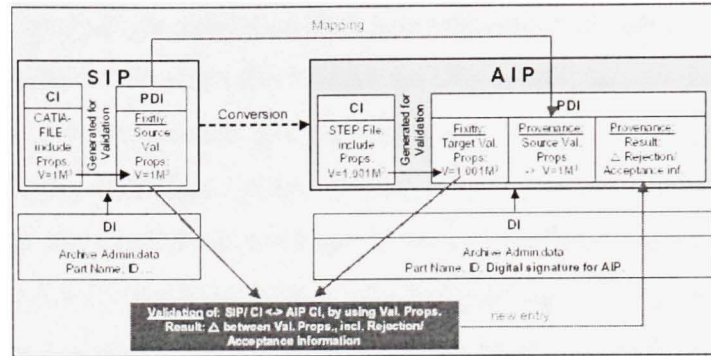 Mapping
SIP
AIP
CI
PDI
CATIA-
FILE.
include
Props.
V=1M³
Generated for
Validation
Fixitiy:
Source
Val.
Props:
V=1M³
Conversion
CI
PDI
STEP File.
include
Props.
V=1.001M³
Generated for
Validation
Fixitiy:
Target Val.
Props:
V=1.001M³
Provenance:
Source Val.
Props
-> V=1M³
Provenance:
Result:
△ Rejection/
Acceptance inf.
DI
Archive Admin.data
Part Name, ID...
DI
Archive Admin.data
Part Name, ID. Digital signature for AIP.
Validation of: SIP/ CI <-> AIP CI, by using Val. Props.
Result: △ between Val. Props., incl. Rejection/
Acceptance information
new entry